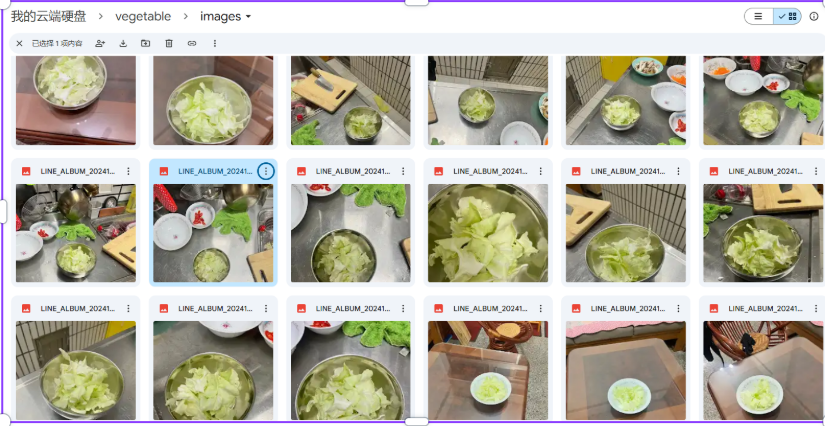 我的云端硬盘 > vegetable > images
已选择 1 项内容
LINE_ALBUM_20241... LINE_ALBUM_20241... LINE_ALBUM_20241... LINE_ALBUM_20241... LINE_ALBUM_20241... LINE_ALBUM_20241...
LINE_ALBUM_20241... LINE_ALBUM_20241... LINE_ALBUM_20241... LINE_ALBUM_20241... LINE_ALBUM_20241... LINE_ALBUM_20241...